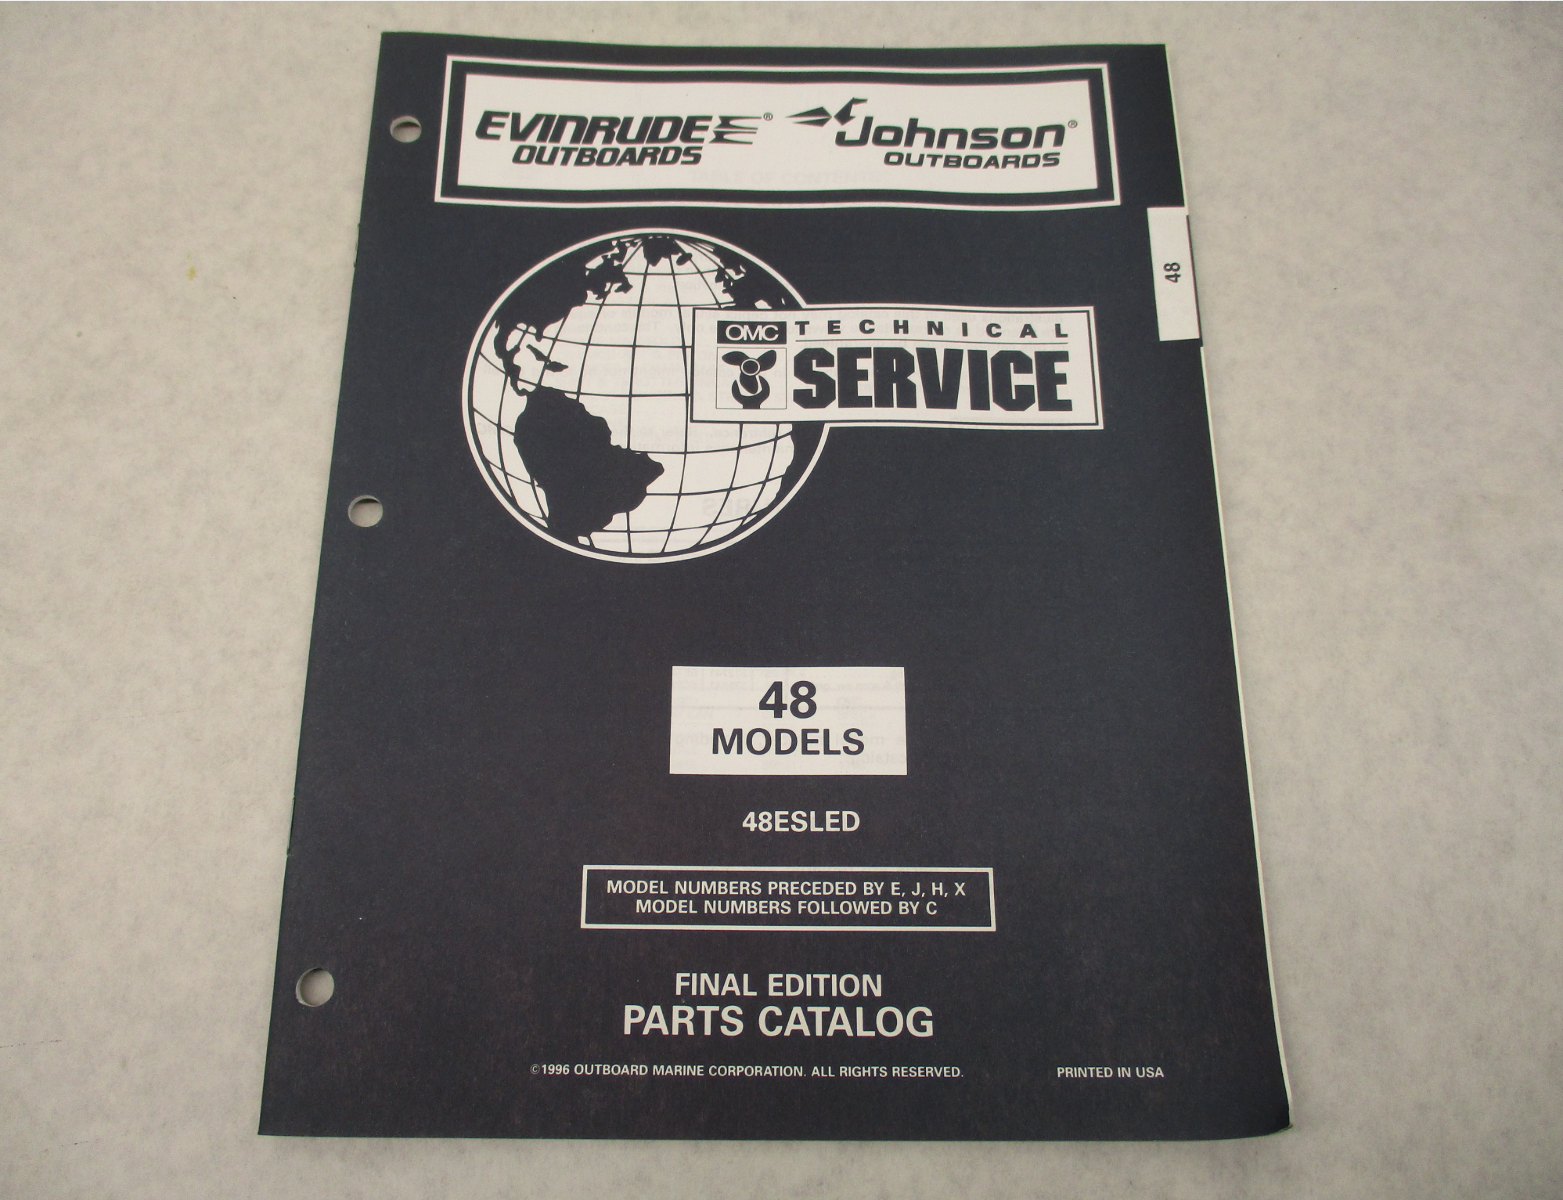 EVINRUDE®
OUTBOARDS
Johnson®
OUTBOARDS
48
OMC
TECHNICAL
SERVICE
48
MODELS
48ESLED
MODEL NUMBERS PRECEDED BY E, J, H, X
MODEL NUMBERS FOLLOWED BY C
FINAL EDITION
PARTS CATALOG
©1996 OUTBOARD MARINE CORPORATION. ALL RIGHTS RESERVED.
PRINTED IN USA